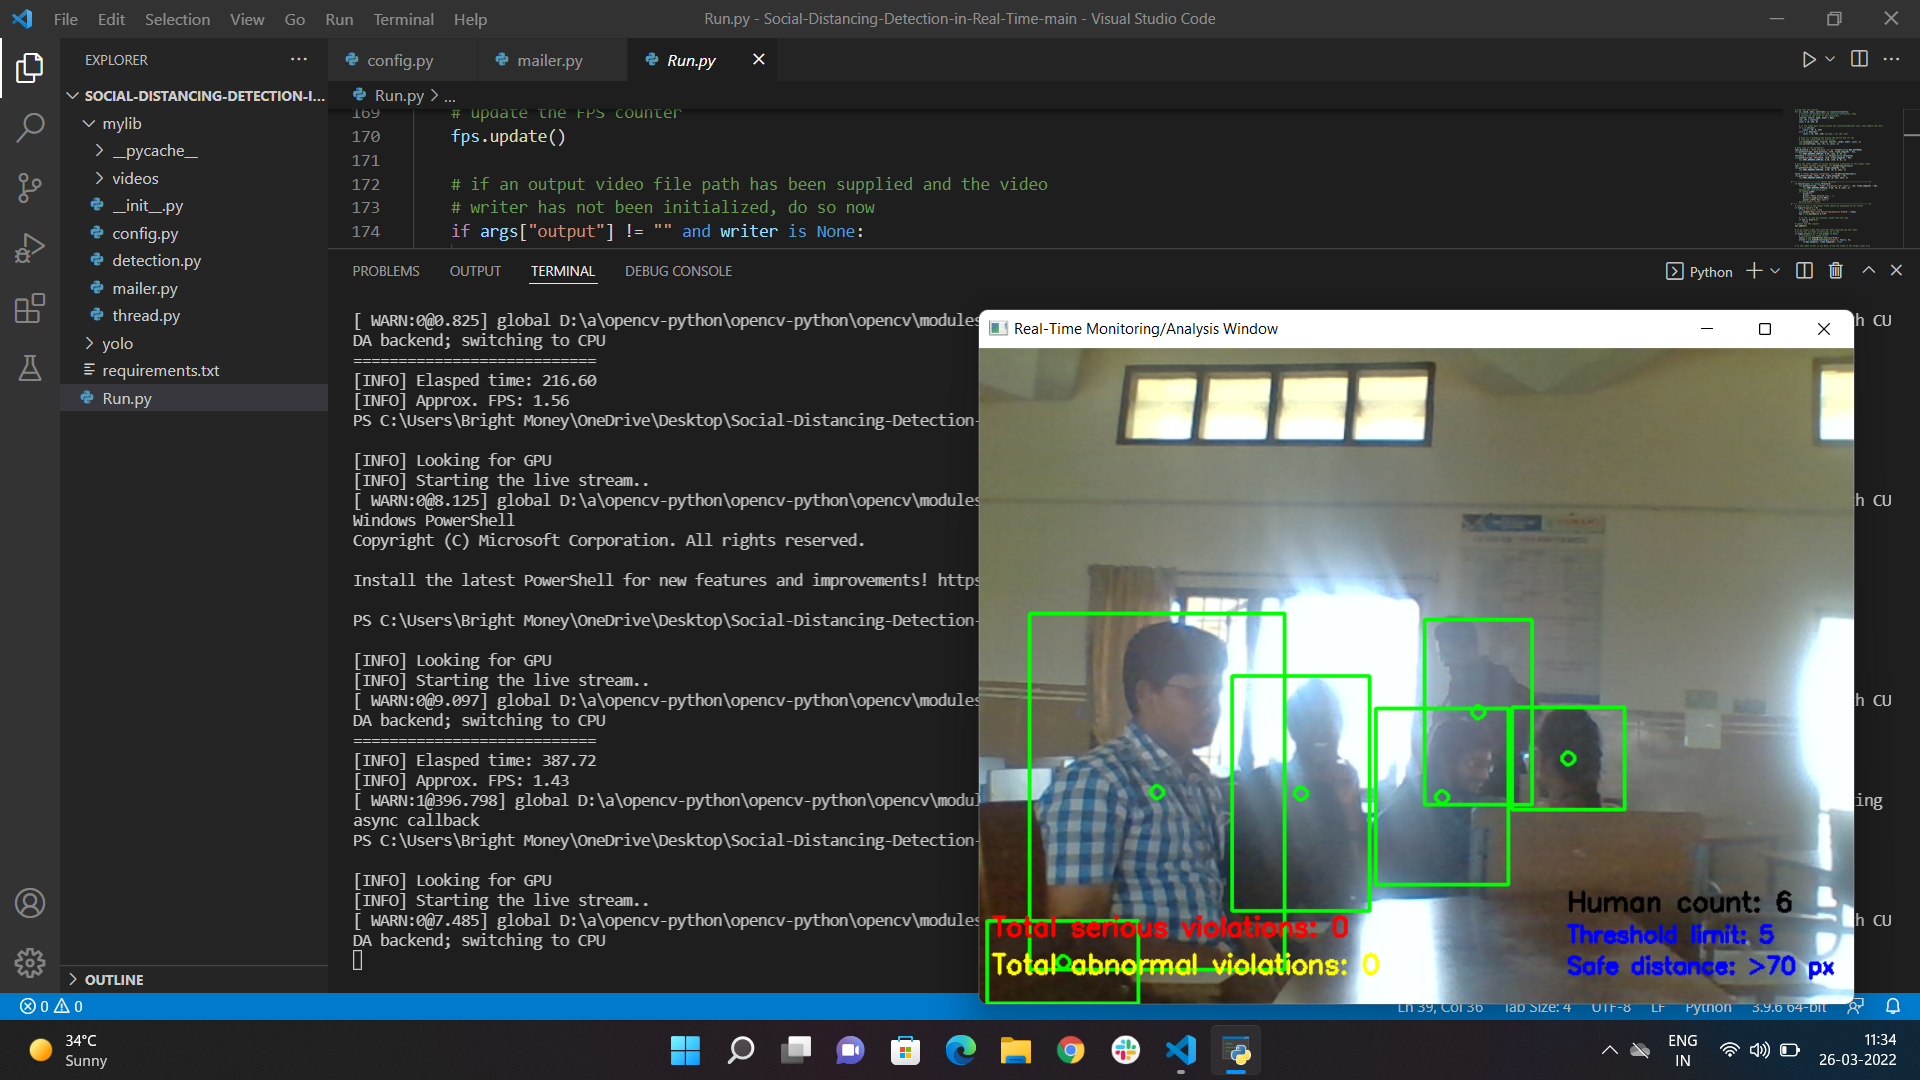 File Edit Selection View Go Run Terminal Help
Run.py - Social-Distancing-Detection-in-Real-Time-main - Visual Studio Code
EXPLORER
SOCIAL-DISTANCING-DETECTION-I...
mylib
__pycache__
videos
__init__.py
config.py
detection.py
mailer.py
thread.py
yolo
requirements.txt
Run.py
OUTLINE
config.py mailer.py Run.py
Run.py > ...
169 # update the FPS counter
170 fps.update()
171
172 # if an output video file path has been supplied and the video
173 # writer has not been initialized, do so now
174 if args["output"] != "" and writer is None:
PROBLEMS OUTPUT TERMINAL DEBUG CONSOLE
Python
[ WARN:0@0.825] global D:\a\opencv-python\opencv-python\opencv\modules
h CU
DA backend; switching to CPU
===========================
[INFO] Elasped time: 216.60
[INFO] Approx. FPS: 1.56
PS C:\Users\Bright Money\OneDrive\Desktop\Social-Distancing-Detection-
[INFO] Looking for GPU
[INFO] Starting the live stream..
[ WARN:0@8.125] global D:\a\opencv-python\opencv-python\opencv\modules
h CU
Windows PowerShell
Copyright (C) Microsoft Corporation. All rights reserved.
Install the latest PowerShell for new features and improvements! https
PS C:\Users\Bright Money\OneDrive\Desktop\Social-Distancing-Detection-
[INFO] Looking for GPU
[INFO] Starting the live stream..
[ WARN:0@9.097] global D:\a\opencv-python\opencv-python\opencv\modules
h CU
DA backend; switching to CPU
===========================
[INFO] Elasped time: 387.72
[INFO] Approx. FPS: 1.43
[ WARN:1@396.798] global D:\a\opencv-python\opencv-python\opencv\modul
ing
async callback
PS C:\Users\Bright Money\OneDrive\Desktop\Social-Distancing-Detection-
[INFO] Looking for GPU
[INFO] Starting the live stream..
[ WARN:0@7.485] global D:\a\opencv-python\opencv-python\opencv\modules
h CU
DA backend; switching to CPU
Real-Time Monitoring/Analysis Window
Human count: 6
Total serious violations: 0
Threshold limit: 5
Total abnormal violations: 0
Safe distance: >70 px
0 0
Ln 39, Col 36 Tab Size: 4 UTF-8 LF Python 3.9.6 64-bit
34°C
Sunny
ENG
IN
11:34
26-03-2022